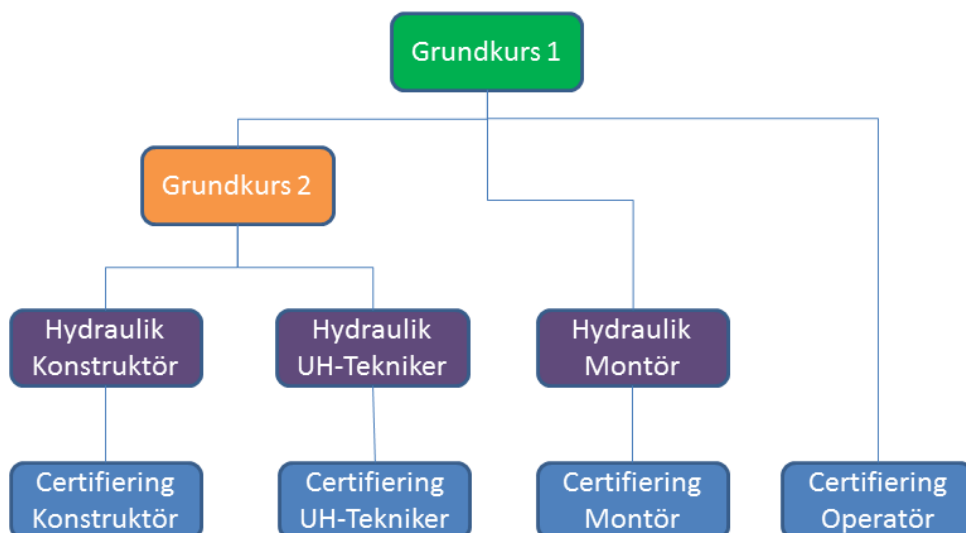 Grundkurs 1
Grundkurs 2
Hydraulik
Konstruktör
Hydraulik
UH-Tekniker
Hydraulik
Montör
Certifiering
Konstruktör
Certifiering
UH-Tekniker
Certifiering
Montör
Certifiering
Operatör